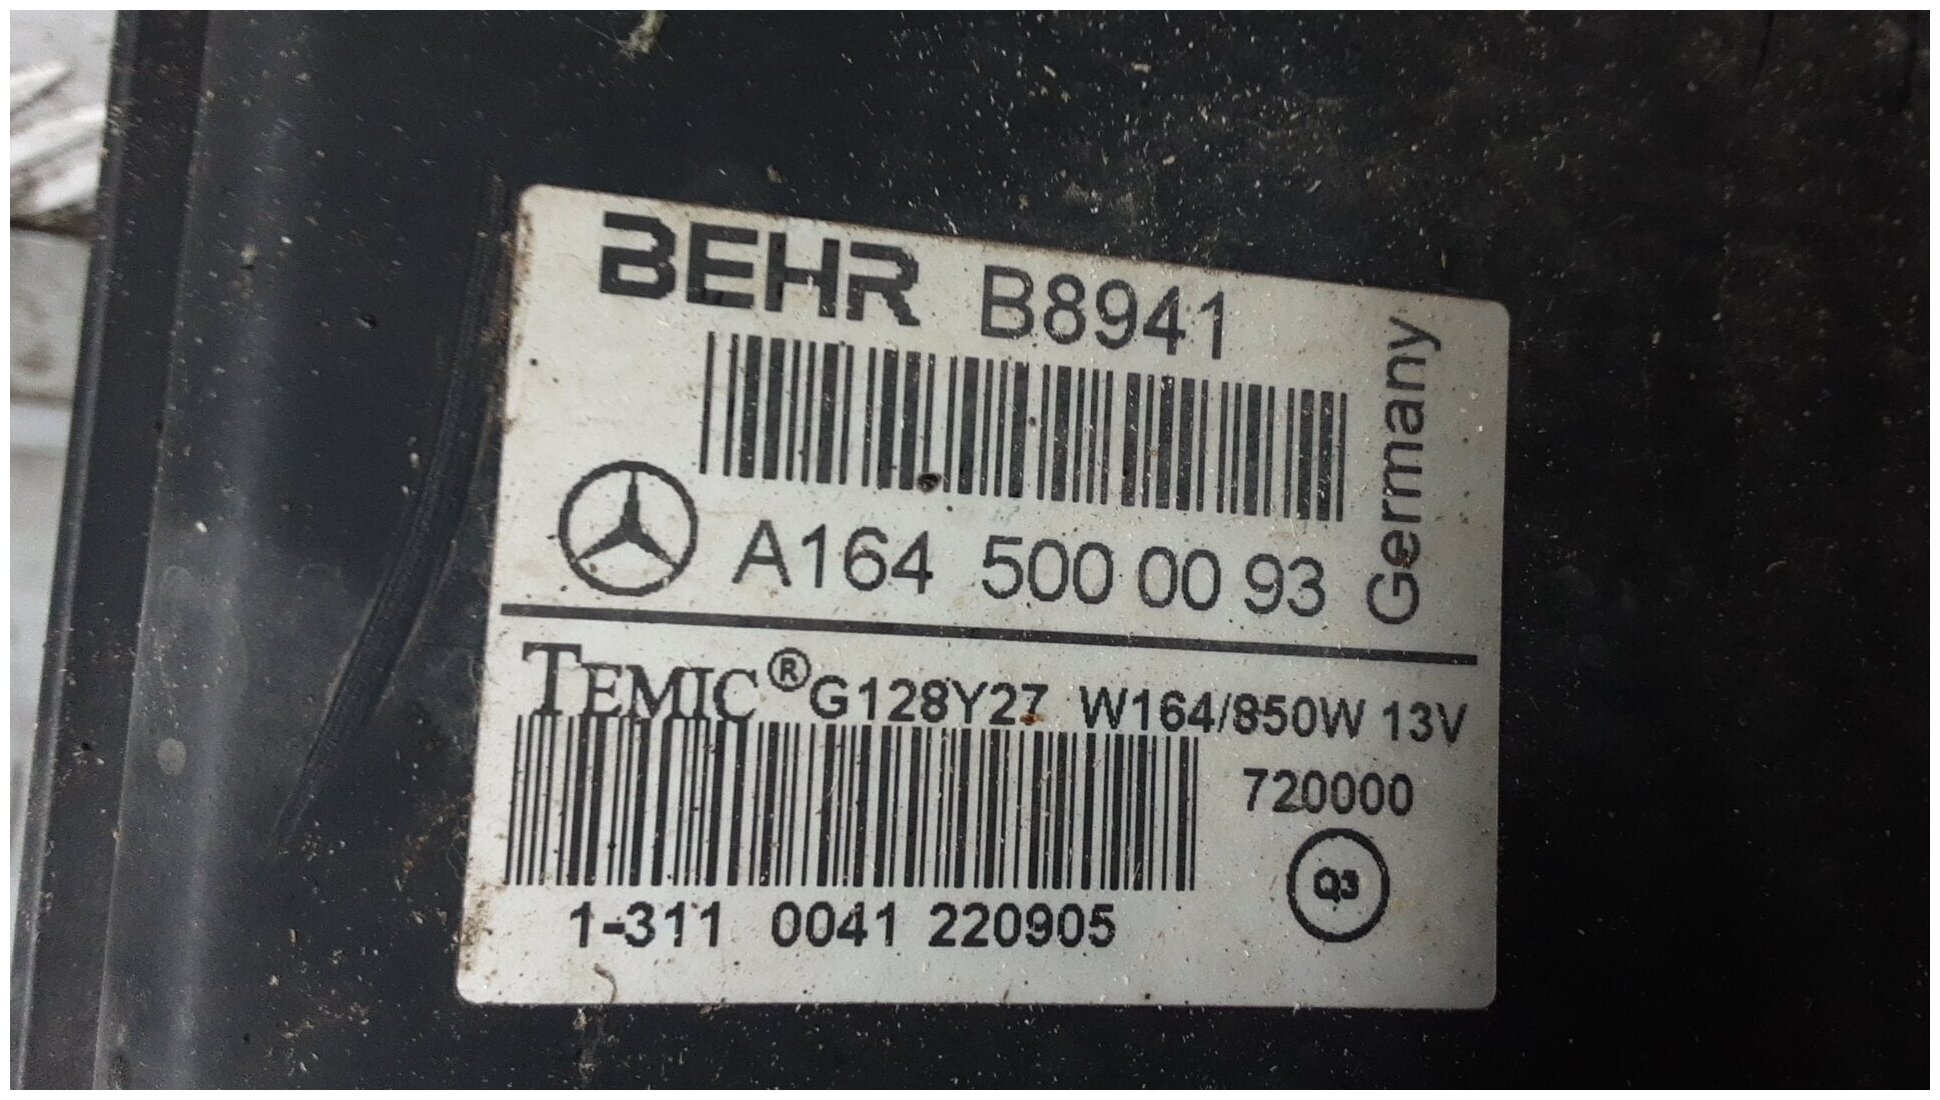 BEHR B8941
A164 500 00 93
Germany
TEMIC® G128Y27 W164/850W 13V
720000
Q3
1-311 0041 220905